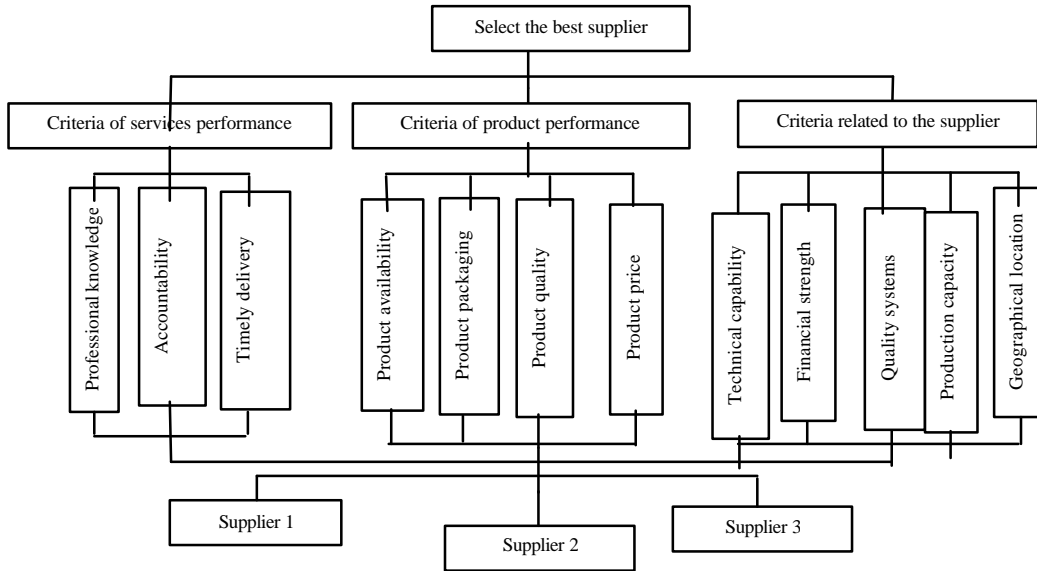 Select the best supplier
Criteria of services performance
Criteria of product performance
Criteria related to the supplier
Professional knowledge
Accountability
Timely delivery
Product availability
Product packaging
Product quality
Product price
Technical capability
Financial strength
Quality systems
Production capacity
Geographical location
Supplier 1
Supplier 2
Supplier 3